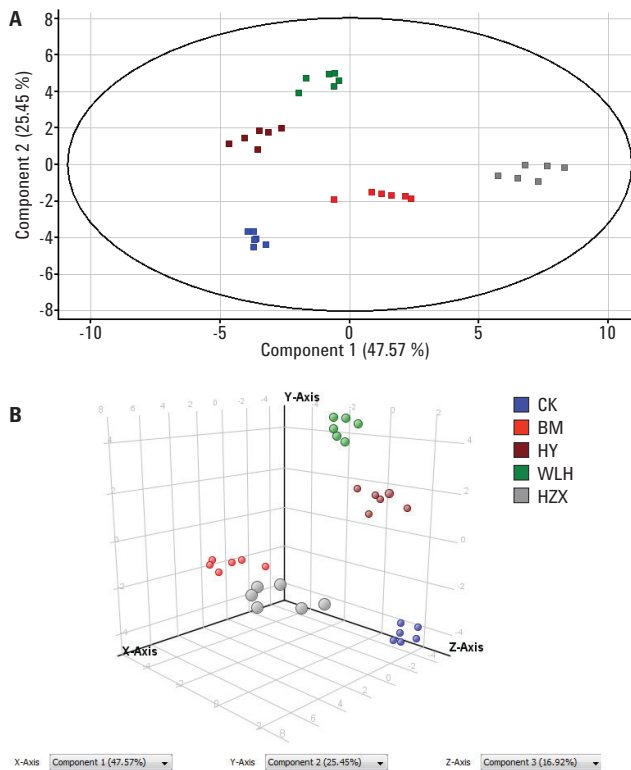 A
8
6
4
2
0
-2
-4
-6
-8
Component 2 (25.45 %)
-10
-5
0
5
10
Component 1 (47.57 %)
B
Y-Axis
X-Axis
Z-Axis
CK
BM
HY
WLH
HZX
X-Axis Component 1 (47.57%) Y-Axis Component 2 (25.45%) Z-Axis Component 3 (16.92%)